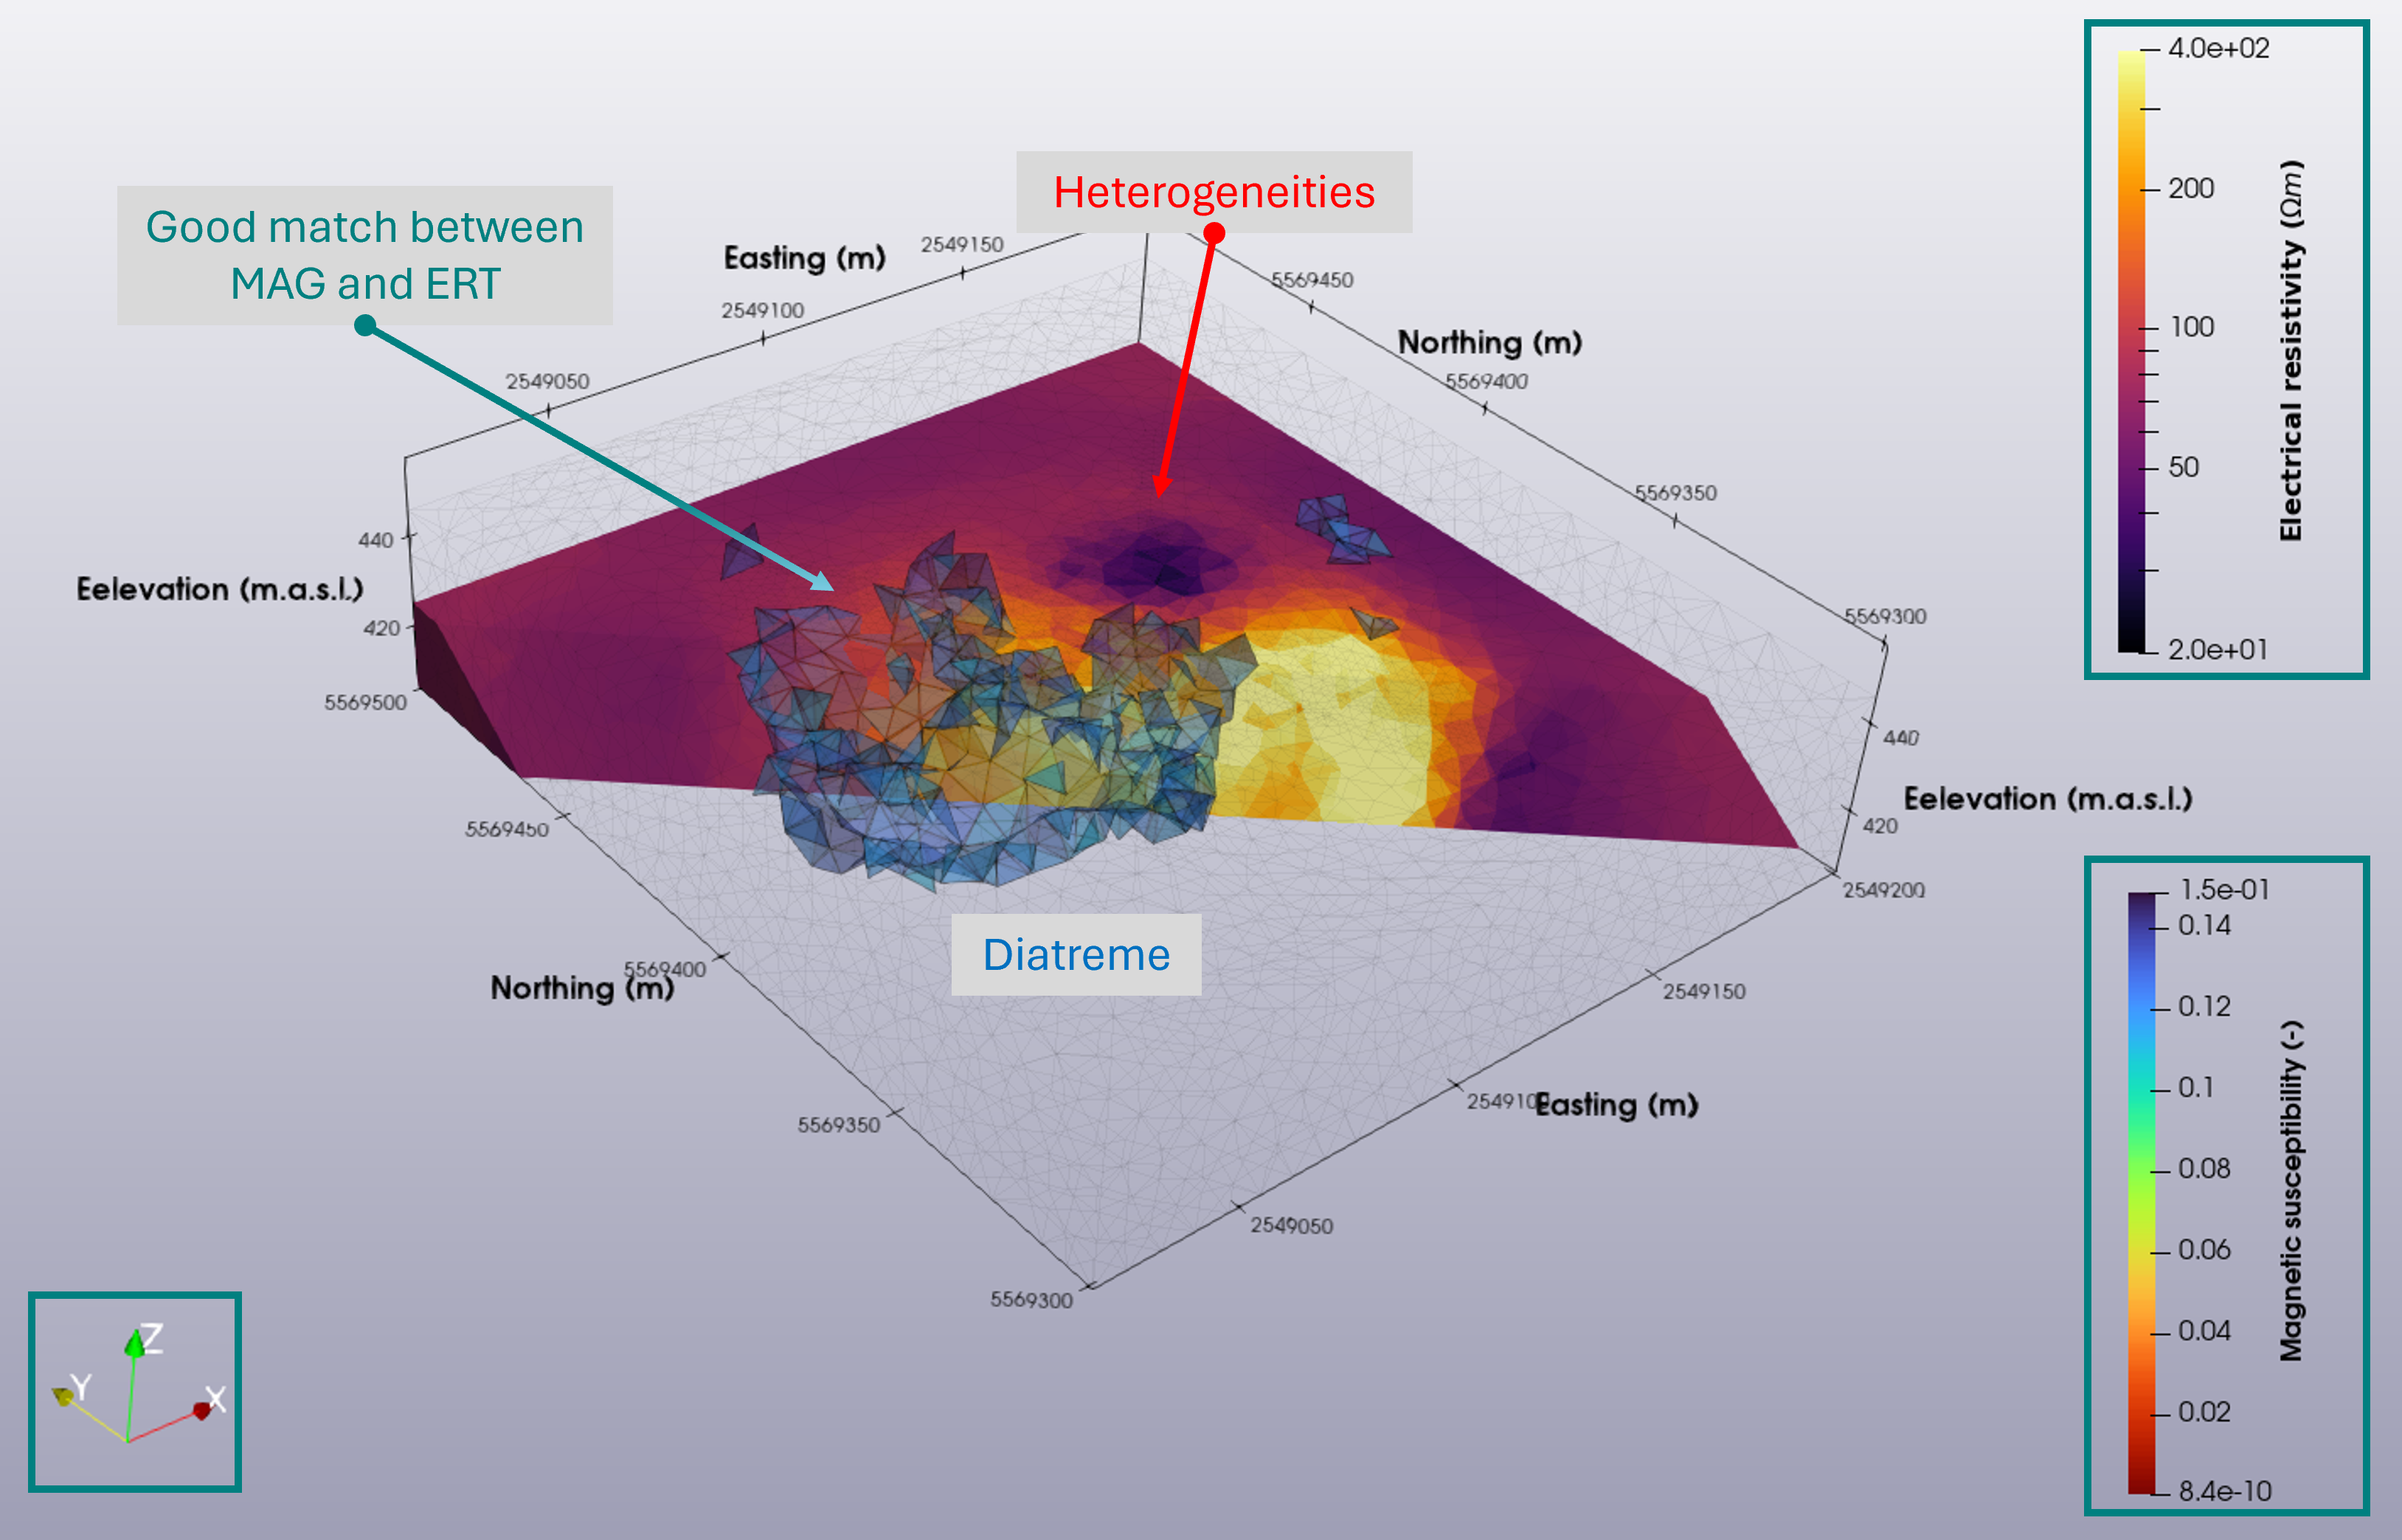 Good match between
MAG and ERT
Heterogeneities
Easting (m)
2549150
2549100
2549050
5569450
Northing (m)
5569400
5569350
5569300
440
Eelevation (m.a.s.l.)
420
5569500
5569450
5569400
Northing (m)
5569350
5569300
Diatreme
440
Eelevation (m.a.s.l.)
420
2549200
2549150
2549100
Easting (m)
2549050
4.0e+02
200
100
50
2.0e+01
Electrical resistivity (Ωm)
1.5e-01
0.14
0.12
0.1
0.08
0.06
0.04
0.02
8.4e-10
Magnetic susceptibility (-)
Z
Y
X